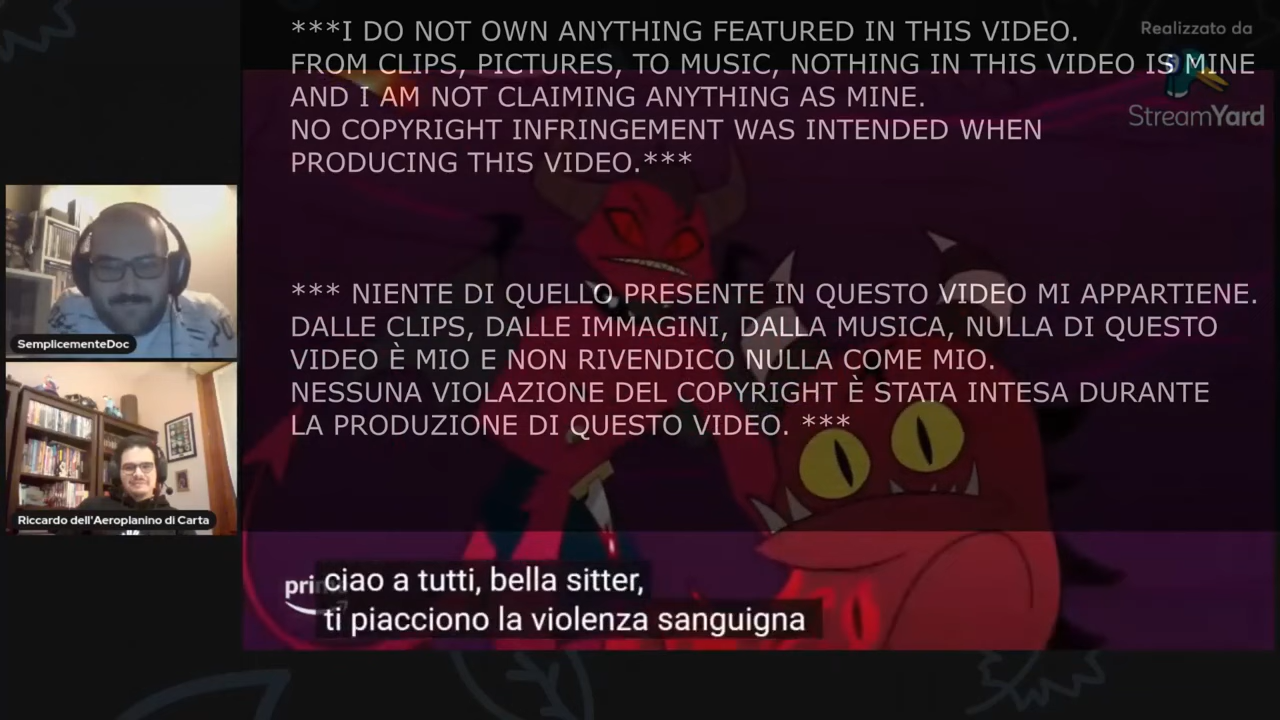 ***I DO NOT OWN ANYTHING FEATURED IN THIS VIDEO.
FROM CLIPS, PICTURES, TO MUSIC, NOTHING IN THIS VIDEO IS MINE
AND I AM NOT CLAIMING ANYTHING AS MINE.
NO COPYRIGHT INFRINGEMENT WAS INTENDED WHEN
PRODUCING THIS VIDEO.***
Realizzato da
StreamYard
*** NIENTE DI QUELLO PRESENTE IN QUESTO VIDEO MI APPARTIENE.
DALLE CLIPS, DALLE IMMAGINI, DALLA MUSICA, NULLA DI QUESTO
VIDEO È MIO E NON RIVENDICO NULLA COME MIO.
NESSUNA VIOLAZIONE DEL COPYRIGHT È STATA INTESA DURANTE
LA PRODUZIONE DI QUESTO VIDEO. ***
SemplicementeDoc
Riccardo dell'Aeroplanino di Carta
ciao a tutti, bella sitter,
ti piacciono la violenza sanguigna